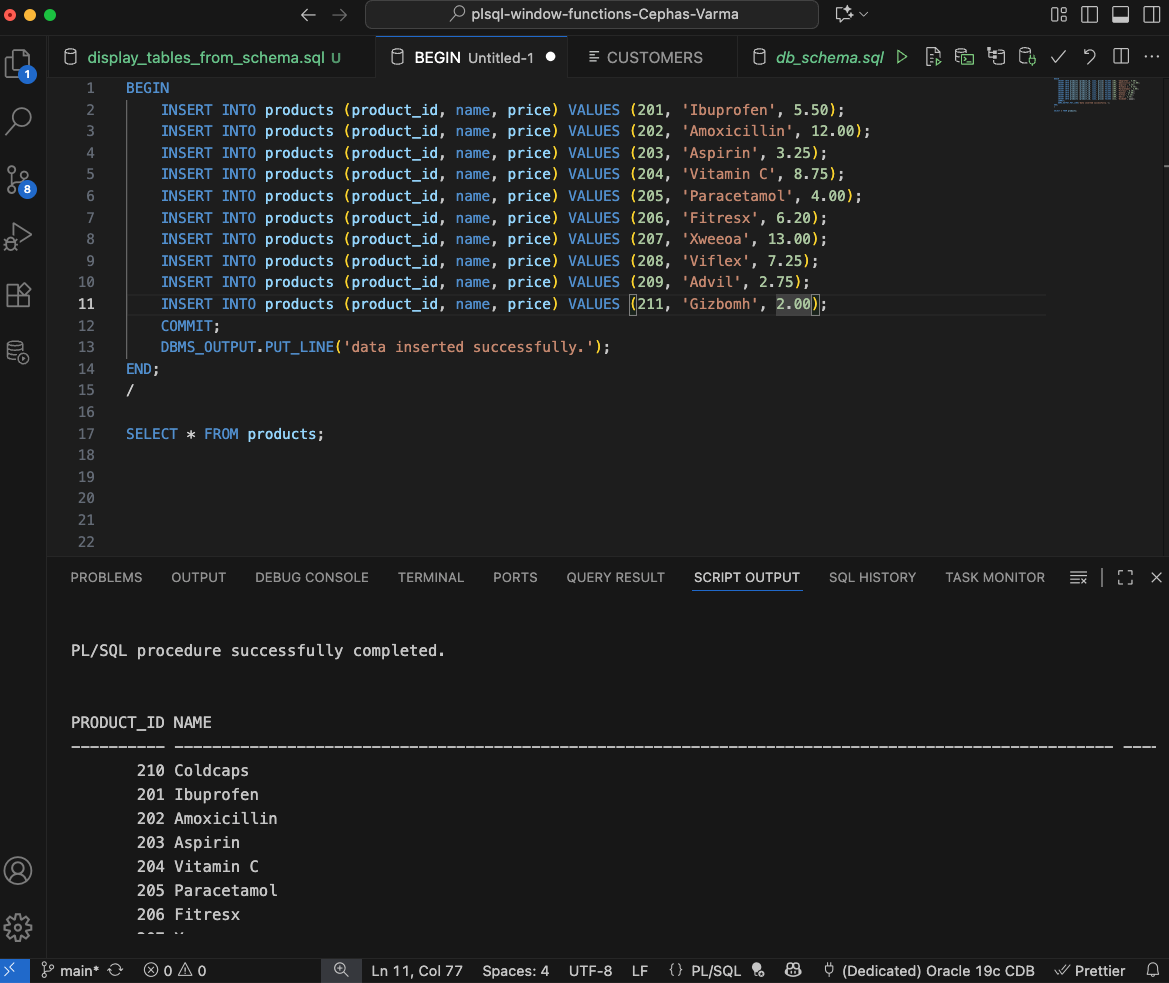 plsql-window-functions-Cephas-Varma
display_tables_from_schema.sql U
BEGIN Untitled-1
CUSTOMERS
db_schema.sql
1
8
1 BEGIN
2 INSERT INTO products (product_id, name, price) VALUES (201, 'Ibuprofen', 5.50);
3 INSERT INTO products (product_id, name, price) VALUES (202, 'Amoxicillin', 12.00);
4 INSERT INTO products (product_id, name, price) VALUES (203, 'Aspirin', 3.25);
5 INSERT INTO products (product_id, name, price) VALUES (204, 'Vitamin C', 8.75);
6 INSERT INTO products (product_id, name, price) VALUES (205, 'Paracetamol', 4.00);
7 INSERT INTO products (product_id, name, price) VALUES (206, 'Fitresx', 6.20);
8 INSERT INTO products (product_id, name, price) VALUES (207, 'Xweeoa', 13.00);
9 INSERT INTO products (product_id, name, price) VALUES (208, 'Viflex', 7.25);
10 INSERT INTO products (product_id, name, price) VALUES (209, 'Advil', 2.75);
11 INSERT INTO products (product_id, name, price) VALUES (211, 'Gizbomh', 2.00);
12 COMMIT;
13 DBMS_OUTPUT.PUT_LINE('data inserted successfully.');
14 END;
15 /
16
17 SELECT * FROM products;
18
19
20
21
22
PROBLEMS OUTPUT DEBUG CONSOLE TERMINAL PORTS QUERY RESULT SCRIPT OUTPUT SQL HISTORY TASK MONITOR
PL/SQL procedure successfully completed.
PRODUCT_ID NAME
210 Coldcaps
201 Ibuprofen
202 Amoxicillin
203 Aspirin
204 Vitamin C
205 Paracetamol
206 Fitresx
main* 0 0 Ln 11, Col 77 Spaces: 4 UTF-8 LF {} PL/SQL (Dedicated) Oracle 19c CDB Prettier